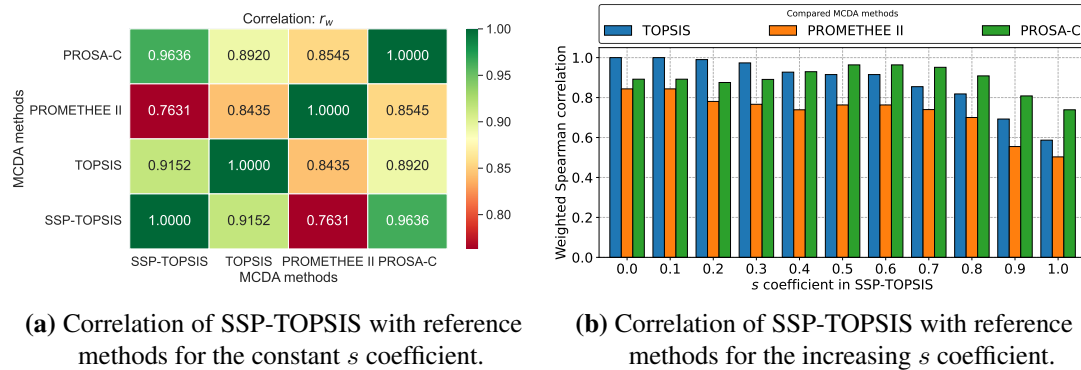 Correlation: r_w
PROSA-C
0.9636 0.8920 0.8545 1.0000
PROMETHEE II
0.7631 0.8435 1.0000 0.8545
TOPSIS
0.9152 1.0000 0.8435 0.8920
SSP-TOPSIS
1.0000 0.9152 0.7631 0.9636
MCDA methods
SSP-TOPSIS TOPSIS PROMETHEE II PROSA-C
MCDA methods
1.00
0.95
0.90
0.85
0.80
Compared MCDA methods
TOPSIS PROMETHEE II PROSA-C
Weighted Spearman correlation
1.0
0.8
0.6
0.4
0.2
0.0
0.0 0.1 0.2 0.3 0.4 0.5 0.6 0.7 0.8 0.9 1.0
s coefficient in SSP-TOPSIS
(a) Correlation of SSP-TOPSIS with reference
methods for the constant s coefficient.
(b) Correlation of SSP-TOPSIS with reference
methods for the increasing s coefficient.